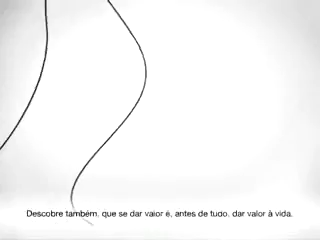 Descobre também, que se dar valor é, antes de tudo, dar valor à vida.